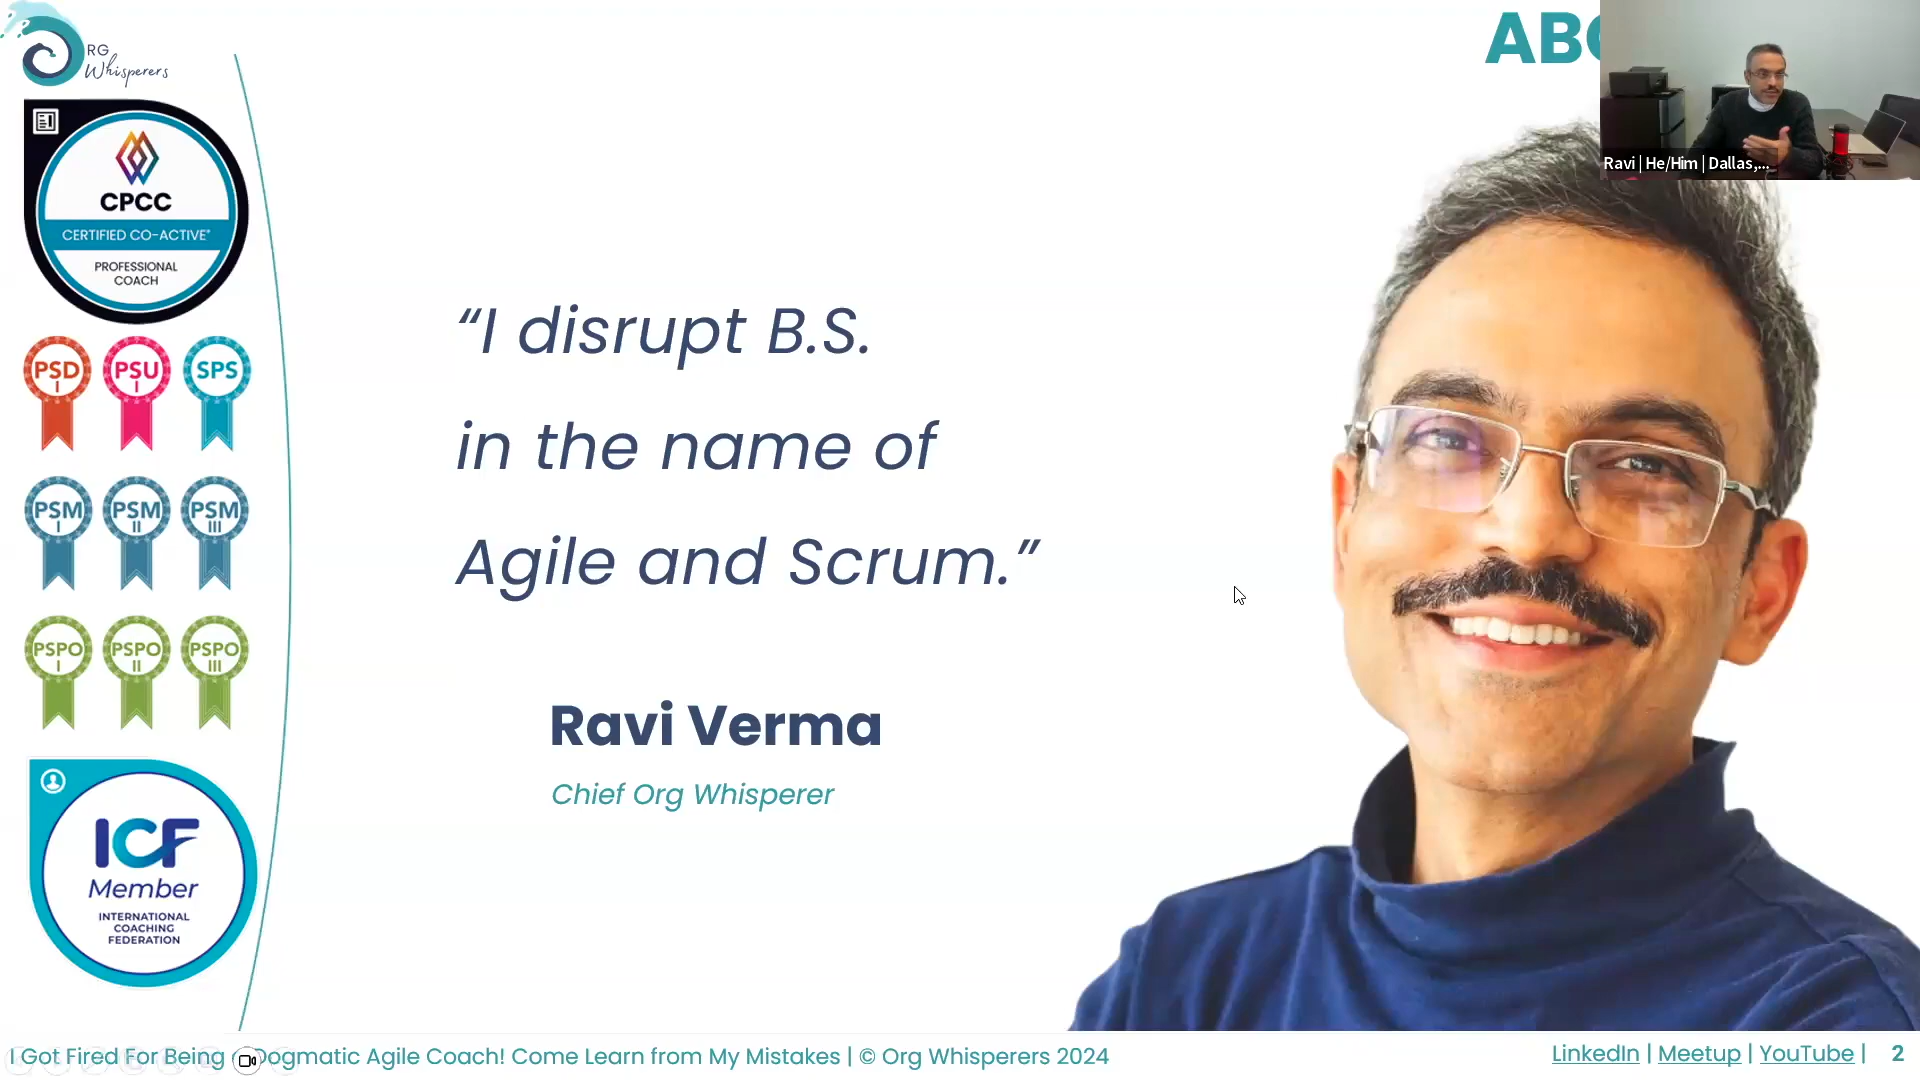 RG
Whisperers
ABO
Ravi | He/Him | Dallas,...
CPCC
CERTIFIED CO-ACTIVE®
PROFESSIONAL
COACH
PSD
I
PSU
I
SPS
PSM
I
PSM
II
PSM
III
PSPO
I
PSPO
II
PSPO
III
ICF
Member
INTERNATIONAL
COACHING
FEDERATION
“I disrupt B.S.
in the name of
Agile and Scrum.”
Ravi Verma
Chief Org Whisperer
I Got Fired For Being Dogmatic Agile Coach! Come Learn from My Mistakes | © Org Whisperers 2024
LinkedIn | Meetup | YouTube | 2